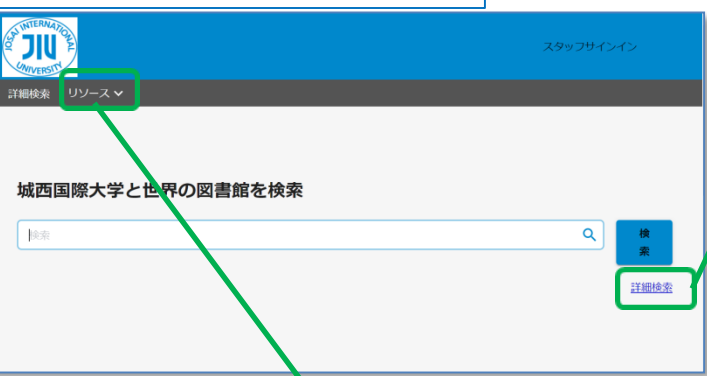 JOSAI INTERNATIONAL
JIU
UNIVERSITY
スタッフサインイン
詳細検索 リソース
城西国際大学と世界の図書館を検索
検索
検
索
詳細検索